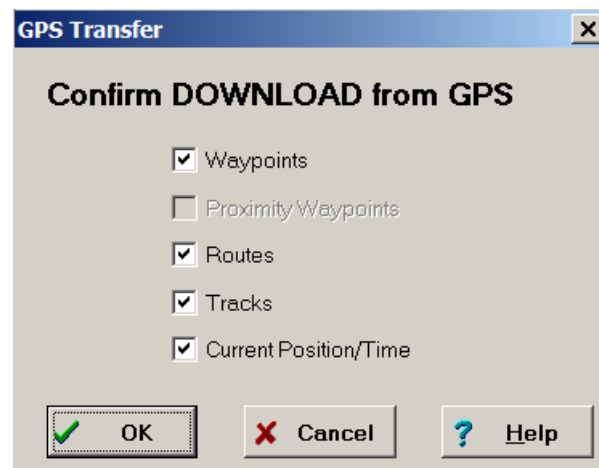 GPS Transfer
Confirm DOWNLOAD from GPS
Waypoints
Proximity Waypoints
Routes
Tracks
Current Position/Time
OK Cancel Help